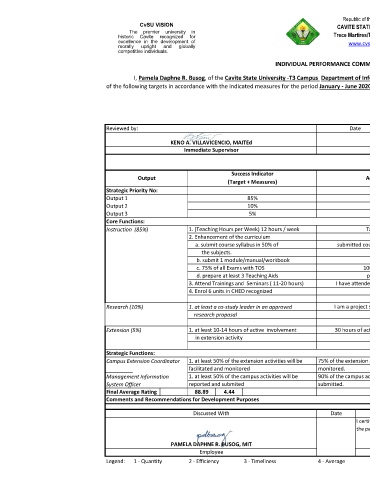 CvSU VISION
The premier university in
historic Cavite recognized for
excellence in the development of
morally upright and globally
competitive individuals.
Republic of th
CAVITE STATE
Trece Martires
www.cvs
INDIVIDUAL PERFORMANCE COMM
I, Pamela Daphne R. Busog, of the Cavite State University -T3 Campus Department of Inf
of the following targets in accordance with the indicated measures for the period January - June 2020
Reviewed by: Date
KENO A. VILLAVICENCIO, MAITEd
Immediate Supervisor
Output Success Indicator
(Target + Measures) A
Strategic Priority No:
Output 1 85%
Output 2 10%
Output 3 5%
Core Functions:
Instruction (85%) 1. (Teaching Hours per Week) 12 hours / week Te
2. Enhancement of the curriculum
a. submit course syllabus in 50% of submitted cou
the subjects.
b. submit 1 module/manual/workbook
c. 75% of all Exams with TOS 100
d. prepare at least 3 Teaching Aids p
3. Attend Trainings and Seminars ( 11-20 hours) I have attende
4. Enrol 6 units in CHED recognized
Research (10%) 1. at least a co-study leader in an approved I am a project
research proposal
Extension (5%) 1. at least 10-14 hours of active involvement 30 hours of ac
in extension activity
Strategic Functions:
Campus Extension Coordinator 1. at least 50% of the extension activities will be 75% of the extension
facilitated and monitored monitored.
Management Information 1. at least 50% of the campus activities will be 90% of the campus ac
System Officer reported and submited submitted.
Final Average Rating 88.89 4.44
Comments and Recommendations for Development Purposes
Discussed With Date
I certi
the pe
PAMELA DAPHNE R. BUSOG, MIT
Employee
Legend: 1 - Quantity 2 - Efficiency 3 - Timeliness 4 - Average